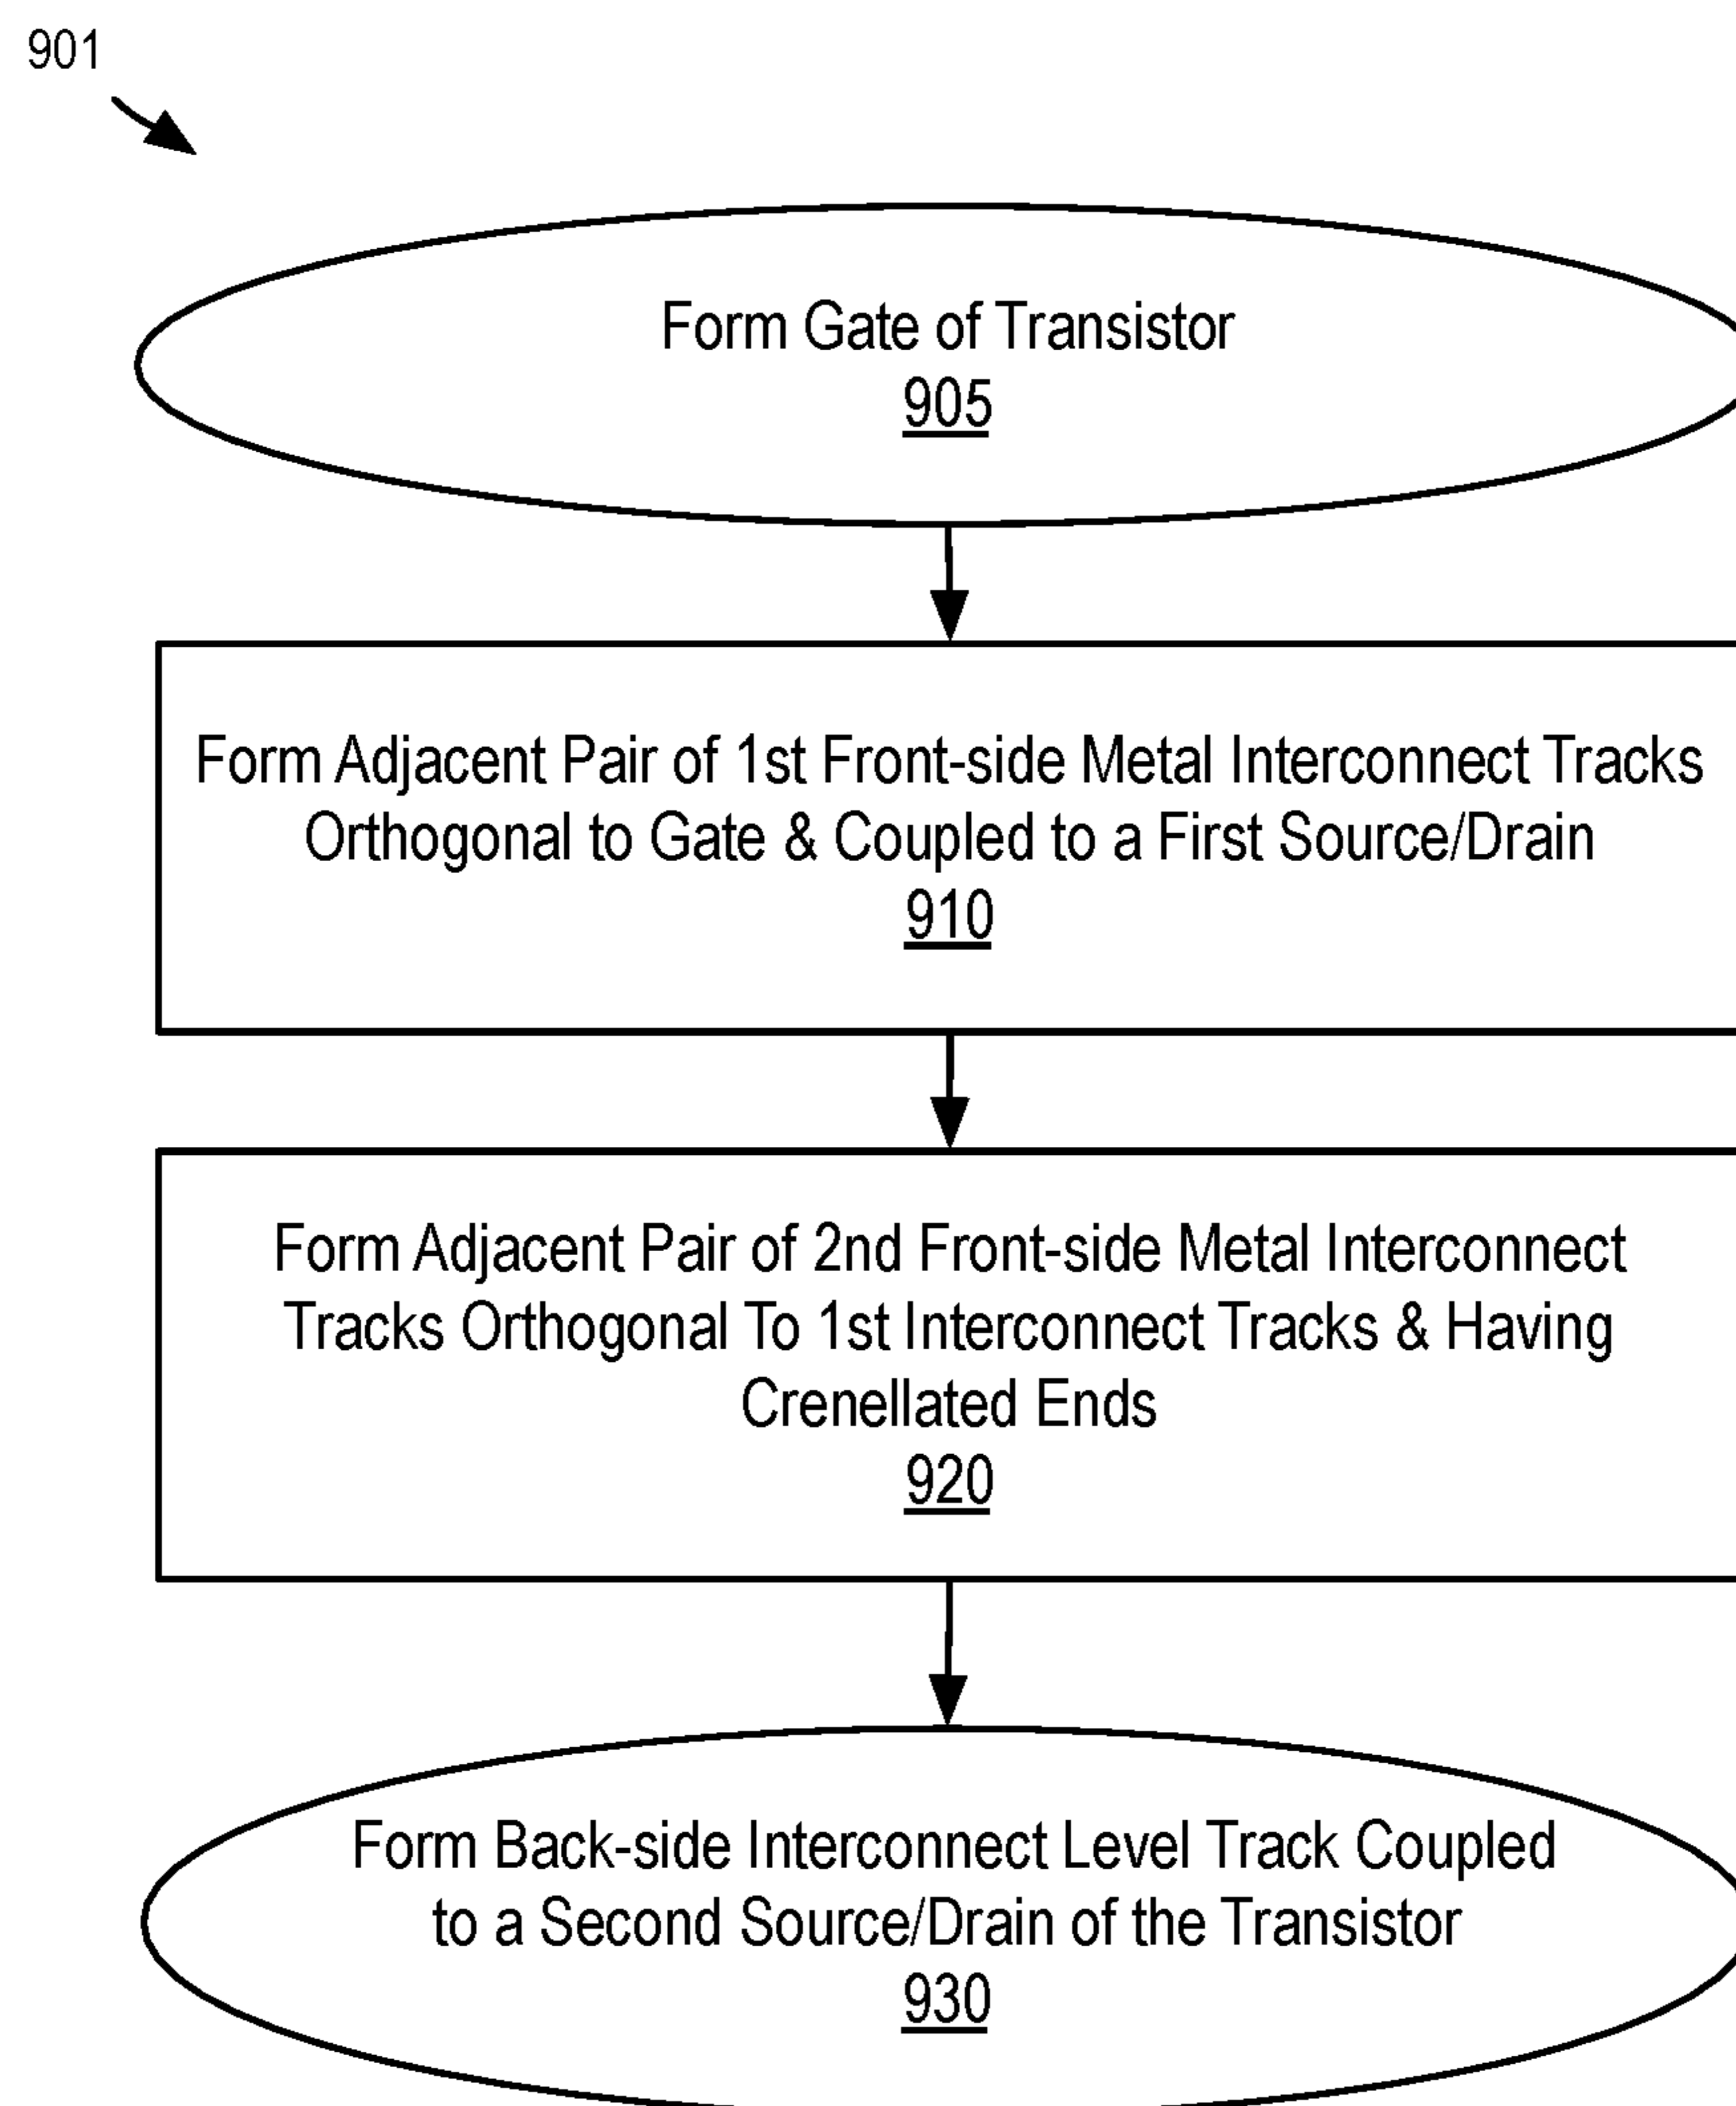 901
Form Gate of Transistor
905
Form Adjacent Pair of 1st Front-side Metal Interconnect Tracks
Orthogonal to Gate & Coupled to a First Source/Drain
910
Form Adjacent Pair of 2nd Front-side Metal Interconnect
Tracks Orthogonal To 1st Interconnect Tracks & Having
Crenellated Ends
920
Form Back-side Interconnect Level Track Coupled
to a Second Source/Drain of the Transistor
930